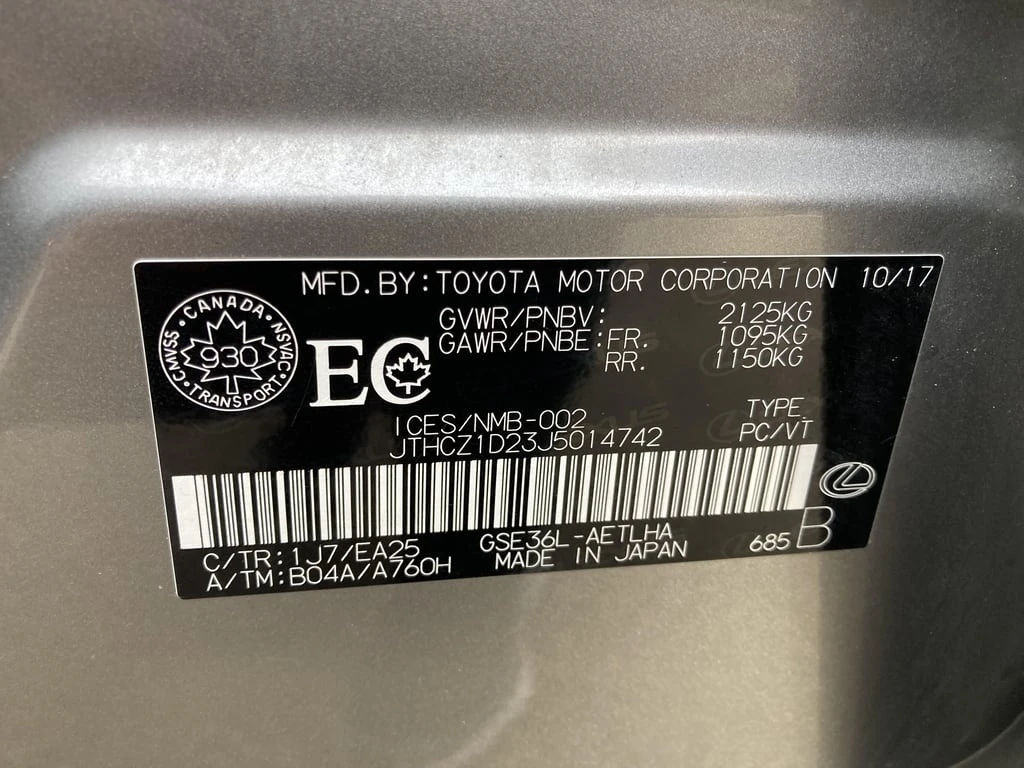 MFD.BY:TOYOTA MOTOR CORPORATION 10/17
GVWR/PNBV: 2125KG
GAWR/PNBE:FR. 1095KG
RR. 1150KG
CANADA
CMVSS · NSVAC
930
TRANSPORT
EC
ICES/NMB-002
JTHCZ1D23J5014742
TYPE
PC/VT
C/TR:1J7/EA25
A/TM:B04A/A760H
GSE36L-AETLHA
MADE IN JAPAN
685 B